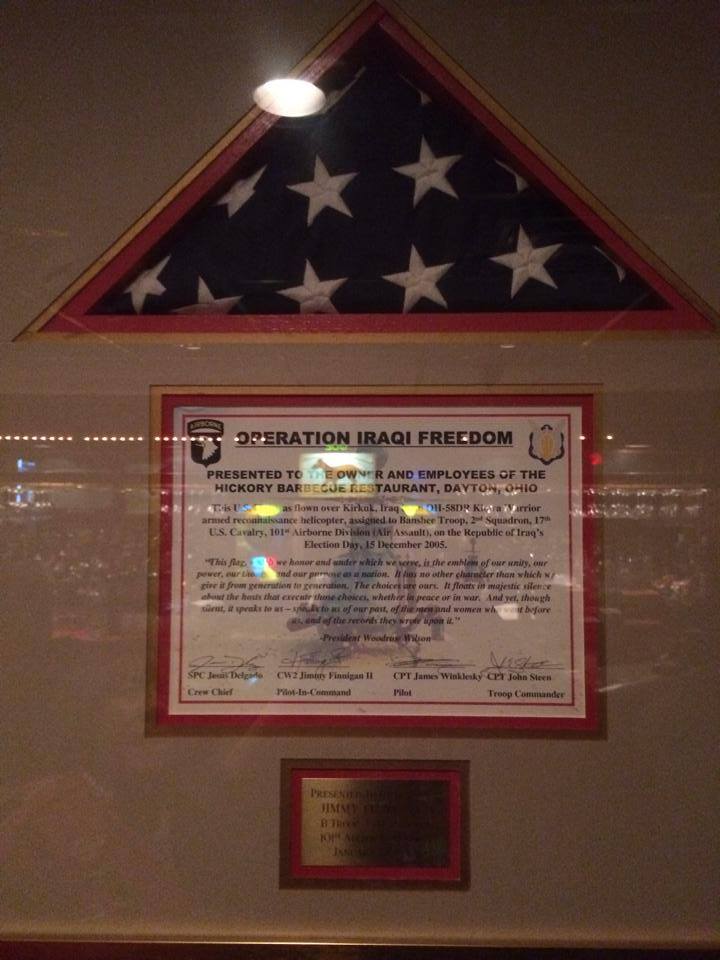 AIRBORNE
OPERATION IRAQI FREEDOM
PRESENTED TO THE OWNER AND EMPLOYEES OF THE
HICKORY BARBECUE RESTAURANT, DAYTON, OHIO
This U.S. as flown over Kirkuk, Iraq OH-58DR Kiowa Warrior
armed reconnaissance helicopter, assigned to Banshee Troop, 2nd Squadron, 17th
U.S. Cavalry, 101st Airborne Division (Air Assault), on the Republic of Iraq's
Election Day, 15 December 2005.
"This flag, we honor and under which we serve, is the emblem of our unity, our
power, our and our purpose as a nation. It has no other character than which we
give it from generation to generation. The choices are ours. It floats in majestic silence
about the hosts that execute those choices, whether in peace or in war. And yet, though
silent, it speaks to us – speaks to us of our past, of the men and women who went before
us, and of the records they wrote upon it."
-President Woodrow Wilson
SPC Jesus Delgado CW2 Jimmy Finnigan II CPT James Winklesky CPT John Steen
Crew Chief Pilot-In-Command Pilot Troop Commander
PRESENTED
JIMMY
B TROOP
101ST